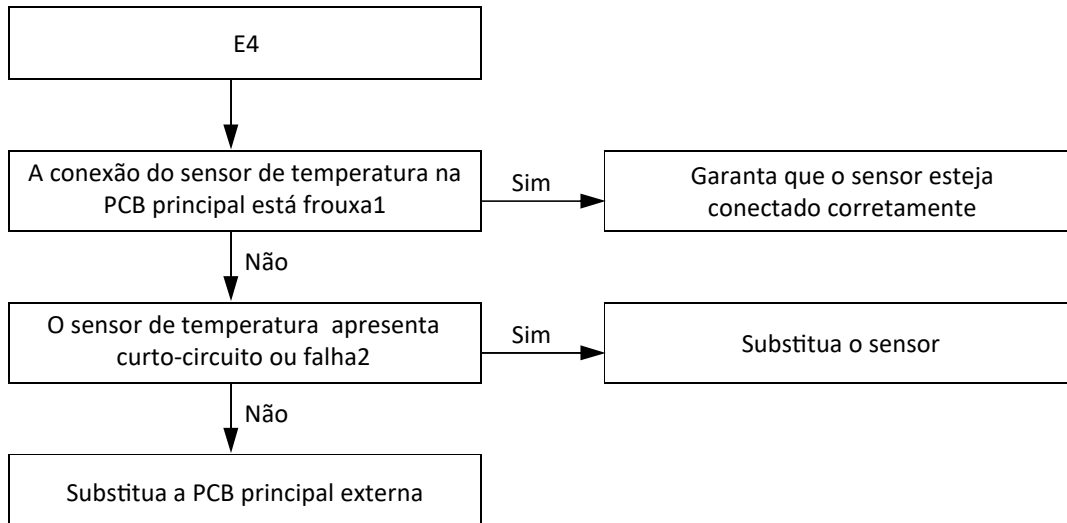 E4
A conexão do sensor de temperatura na
PCB principal está frouxa1
Sim
Garanta que o sensor esteja
conectado corretamente
Não
O sensor de temperatura  apresenta
curto-circuito ou falha2
Sim
Substitua o sensor
Não
Substitua a PCB principal externa